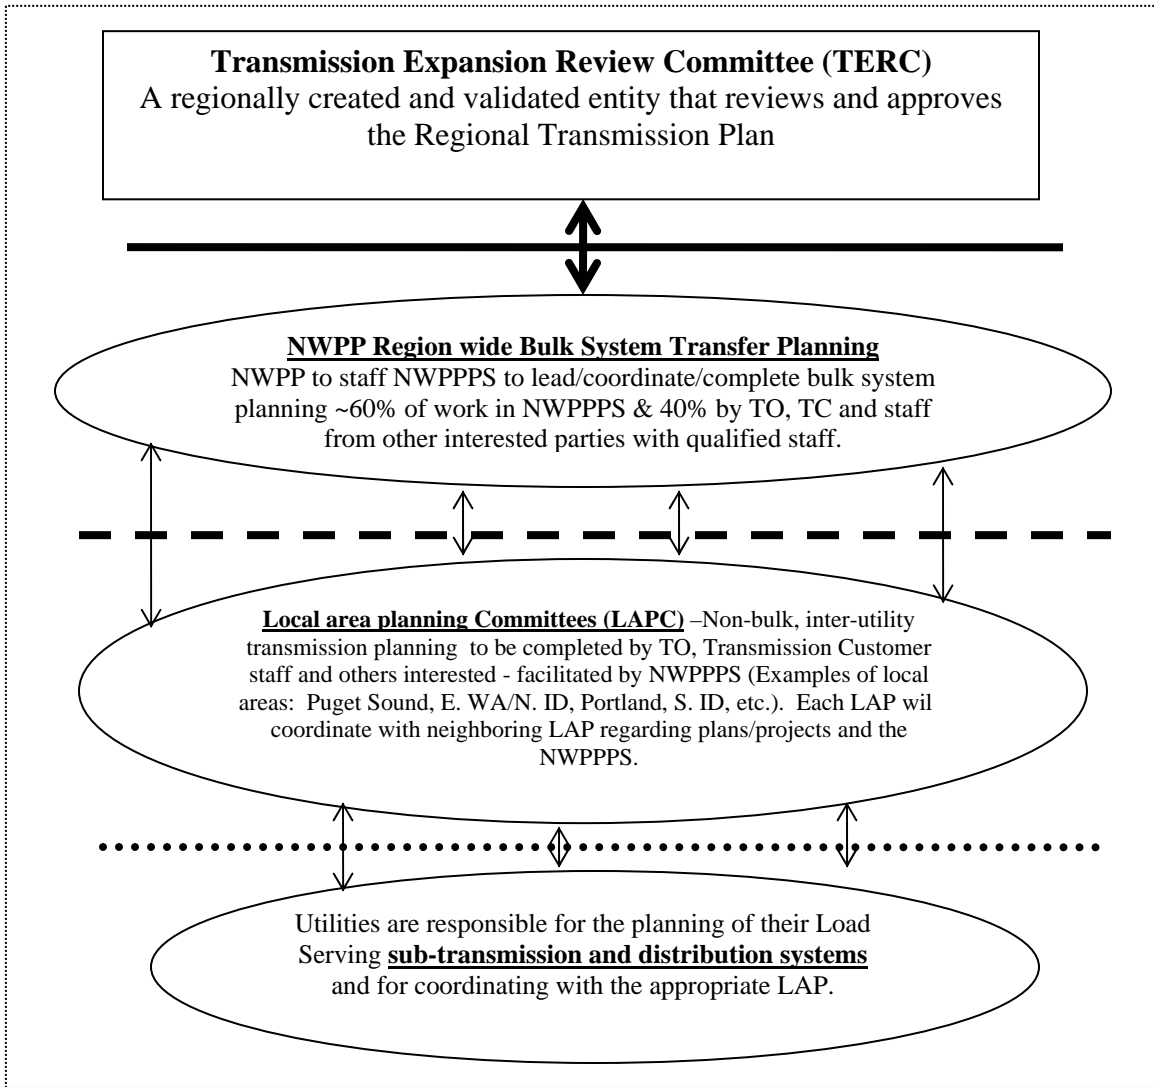 Transmission Expansion Review Committee (TERC)
A regionally created and validated entity that reviews and approves
the Regional Transmission Plan
NWPP Region wide Bulk System Transfer Planning
NWPP to staff NWPPPS to lead/coordinate/complete bulk system
planning ~60% of work in NWPPPS & 40% by TO, TC and staff
from other interested parties with qualified staff.
Local area planning Committees (LAPC) –Non-bulk, inter-utility
transmission planning to be completed by TO, Transmission Customer
staff and others interested - facilitated by NWPPPS (Examples of local
areas: Puget Sound, E. WA/N. ID, Portland, S. ID, etc.). Each LAP wil
coordinate with neighboring LAP regarding plans/projects and the
NWPPPS.
Utilities are responsible for the planning of their Load
Serving sub-transmission and distribution systems
and for coordinating with the appropriate LAP.